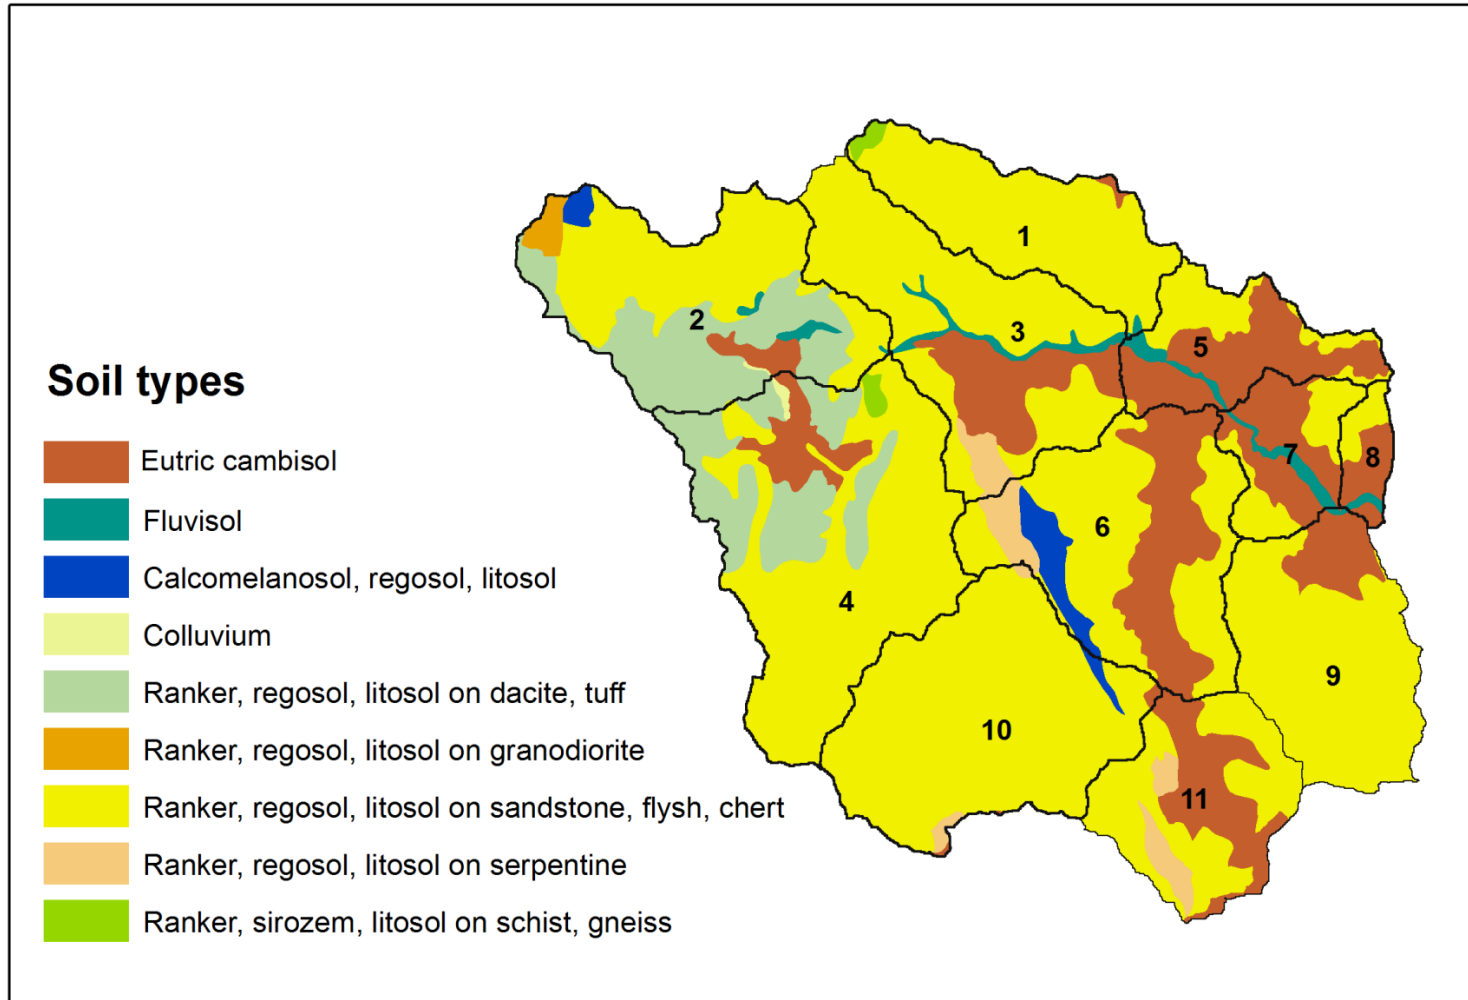 1
2
3
5
Soil types
7
8
Eutric cambisol
Fluvisol
6
Calcomelanosol, regosol, litosol
4
Colluvium
9
Ranker, regosol, litosol on dacite, tuff
10
Ranker, regosol, litosol on granodiorite
11
Ranker, regosol, litosol on sandstone, flysh, chert
Ranker, regosol, litosol on serpentine
Ranker, sirozem, litosol on schist, gneiss